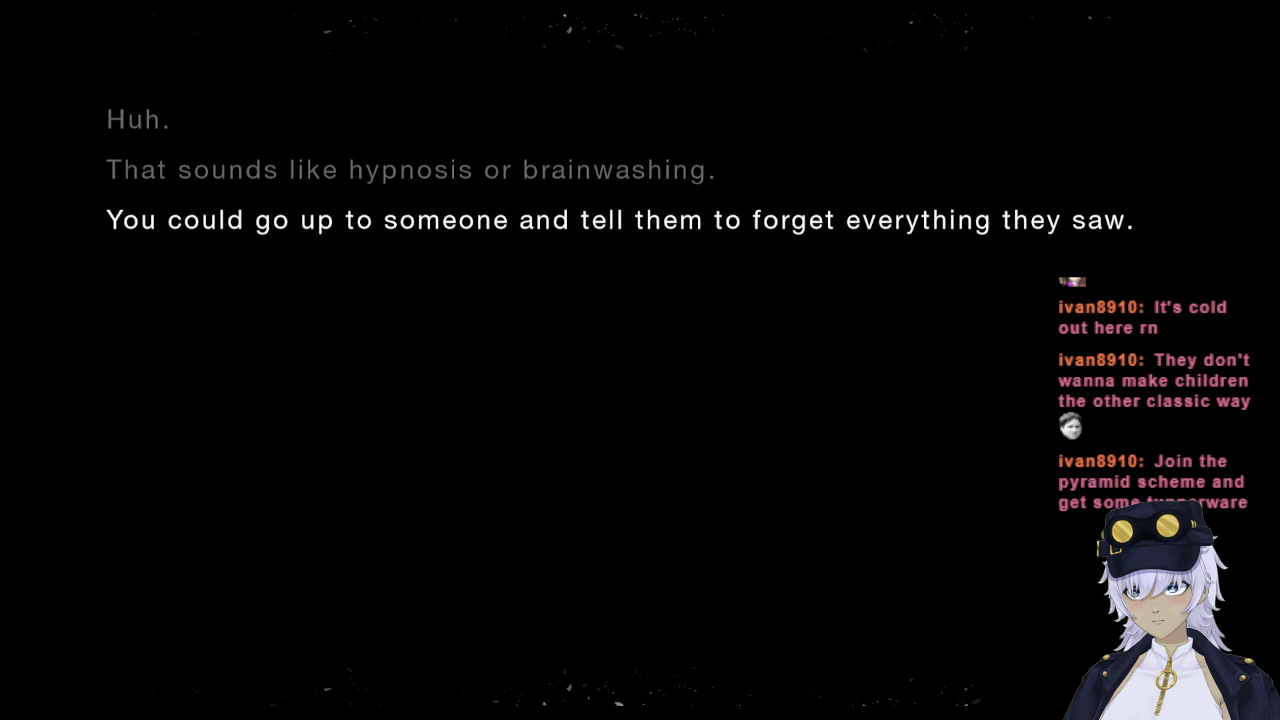 Huh.
That sounds like hypnosis or brainwashing.
You could go up to someone and tell them to forget everything they saw.
ivan8910: It's cold
out here rn
ivan8910: They don't
wanna make children
the other classic way
ivan8910: Join the
pyramid scheme and
get some tupperware